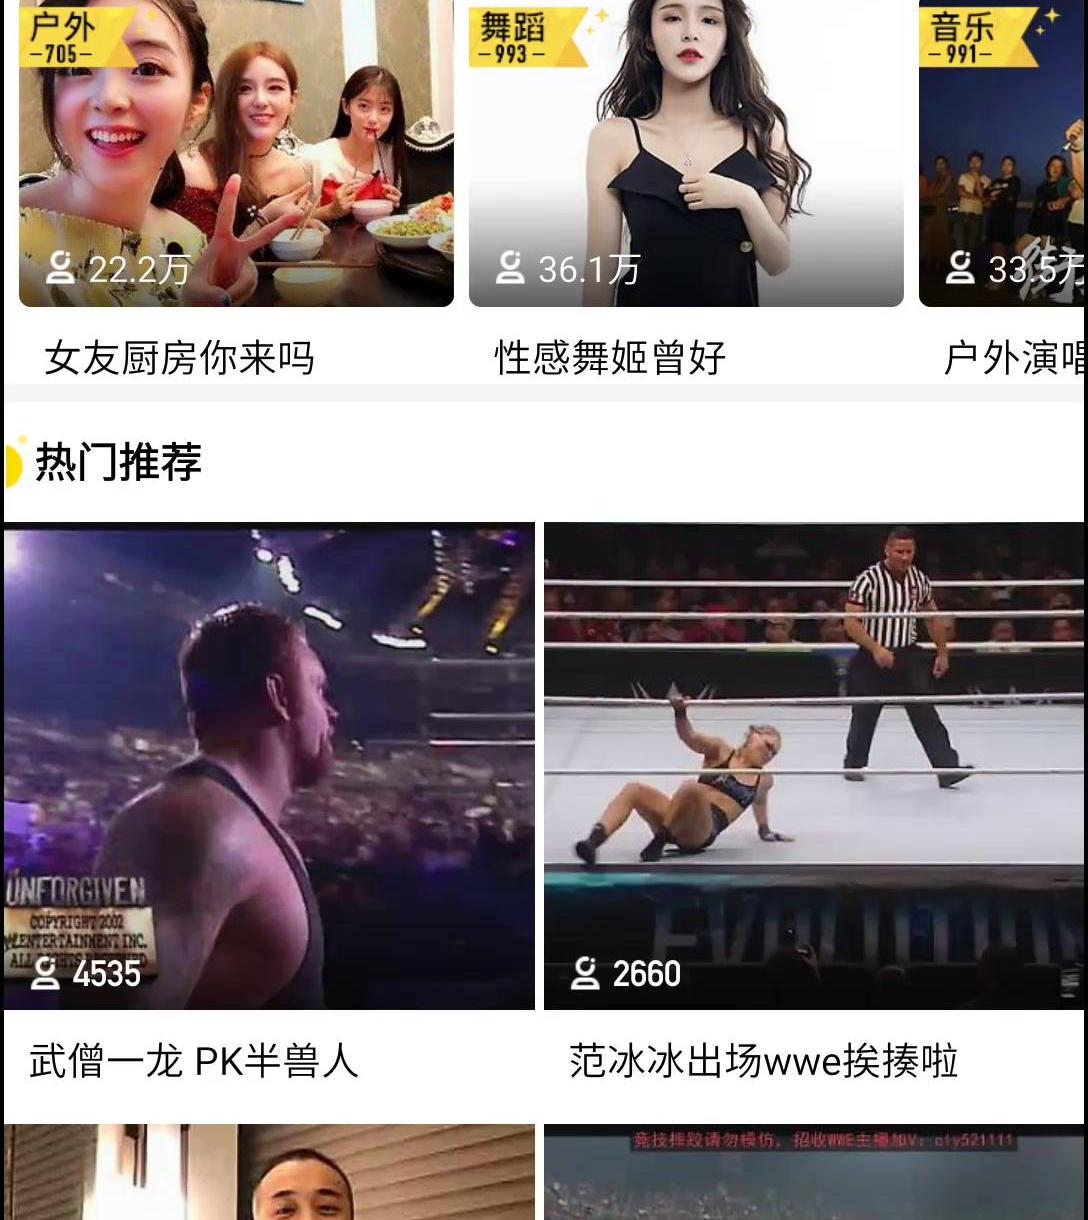 户外
-705-
舞蹈
-993-
音乐
-991-
22.2万
36.1万
33.5万
女友厨房你来吗
性感舞姬曾好
户外演唱
热门推荐
UNFORGIVEN
COPYRIGHT 2002
ENTERTAINMENT INC.
4535
EVOLUTION
2660
武僧一龙 PK半兽人
范冰冰出场wwe挨揍啦
竞技摔跤请勿模仿，招收WWE主播加V：cly521111